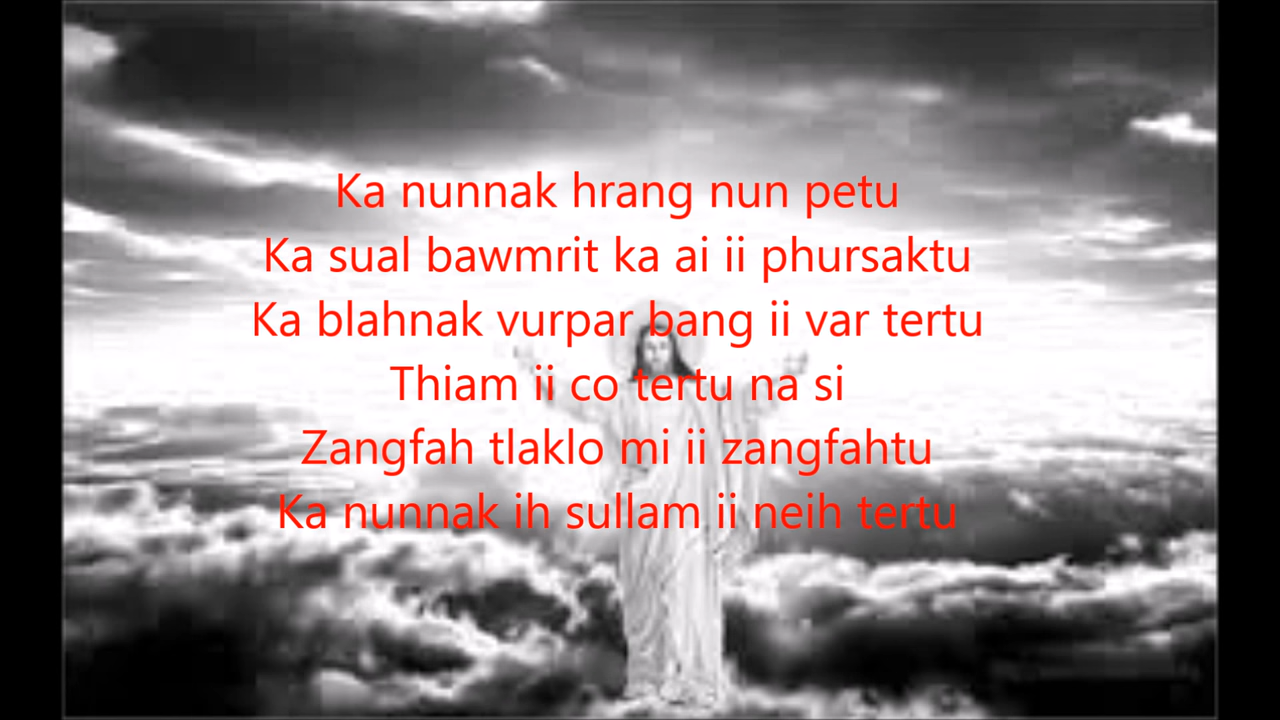 Ka nunnak hrang nun petu
Ka sual bawmrit ka ai ii phursaktu
Ka blahnak vurpar bang ii var tertu
Thiam ii co tertu na si
Zangfah tlaklo mi ii zangfahtu
Ka nunnak ih sullam ii neih tertu